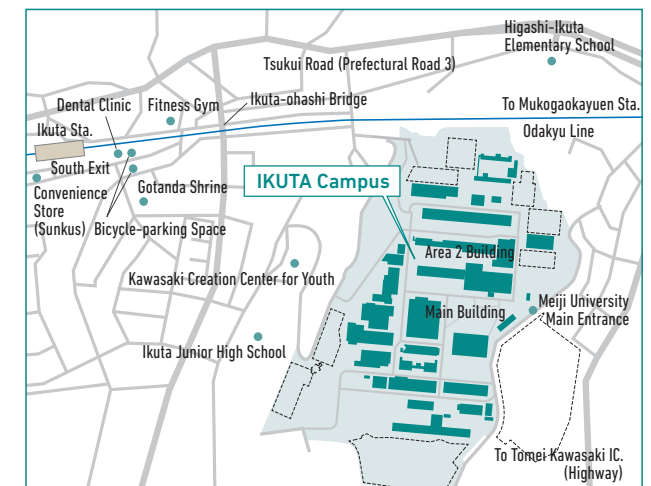 Higashi-Ikuta
Elementary School
Tsukui Road (Prefectural Road 3)
Dental Clinic
Fitness Gym
Ikuta-ohashi Bridge
To Mukogaokayuen Sta.
Ikuta Sta.
Odakyu Line
South Exit
IKUTA Campus
Convenience
Store
(Sunkus)
Gotanda Shrine
Bicycle-parking Space
Area 2 Building
Kawasaki Creation Center for Youth
Main Building
Meiji University
Main Entrance
Ikuta Junior High School
To Tomei Kawasaki IC.
(Highway)